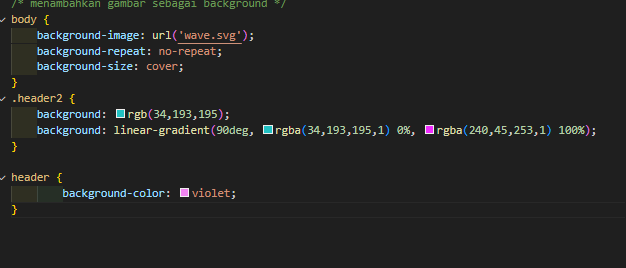 /* menambahkan gambar sebagai background */
body {
background-image: url('wave.svg');
background-repeat: no-repeat;
background-size: cover;
}
.header2 {
background: rgb(34,193,195);
background: linear-gradient(90deg, rgba(34,193,195,1) 0%, rgba(240,45,253,1) 100%);
}
header {
background-color: violet;
}